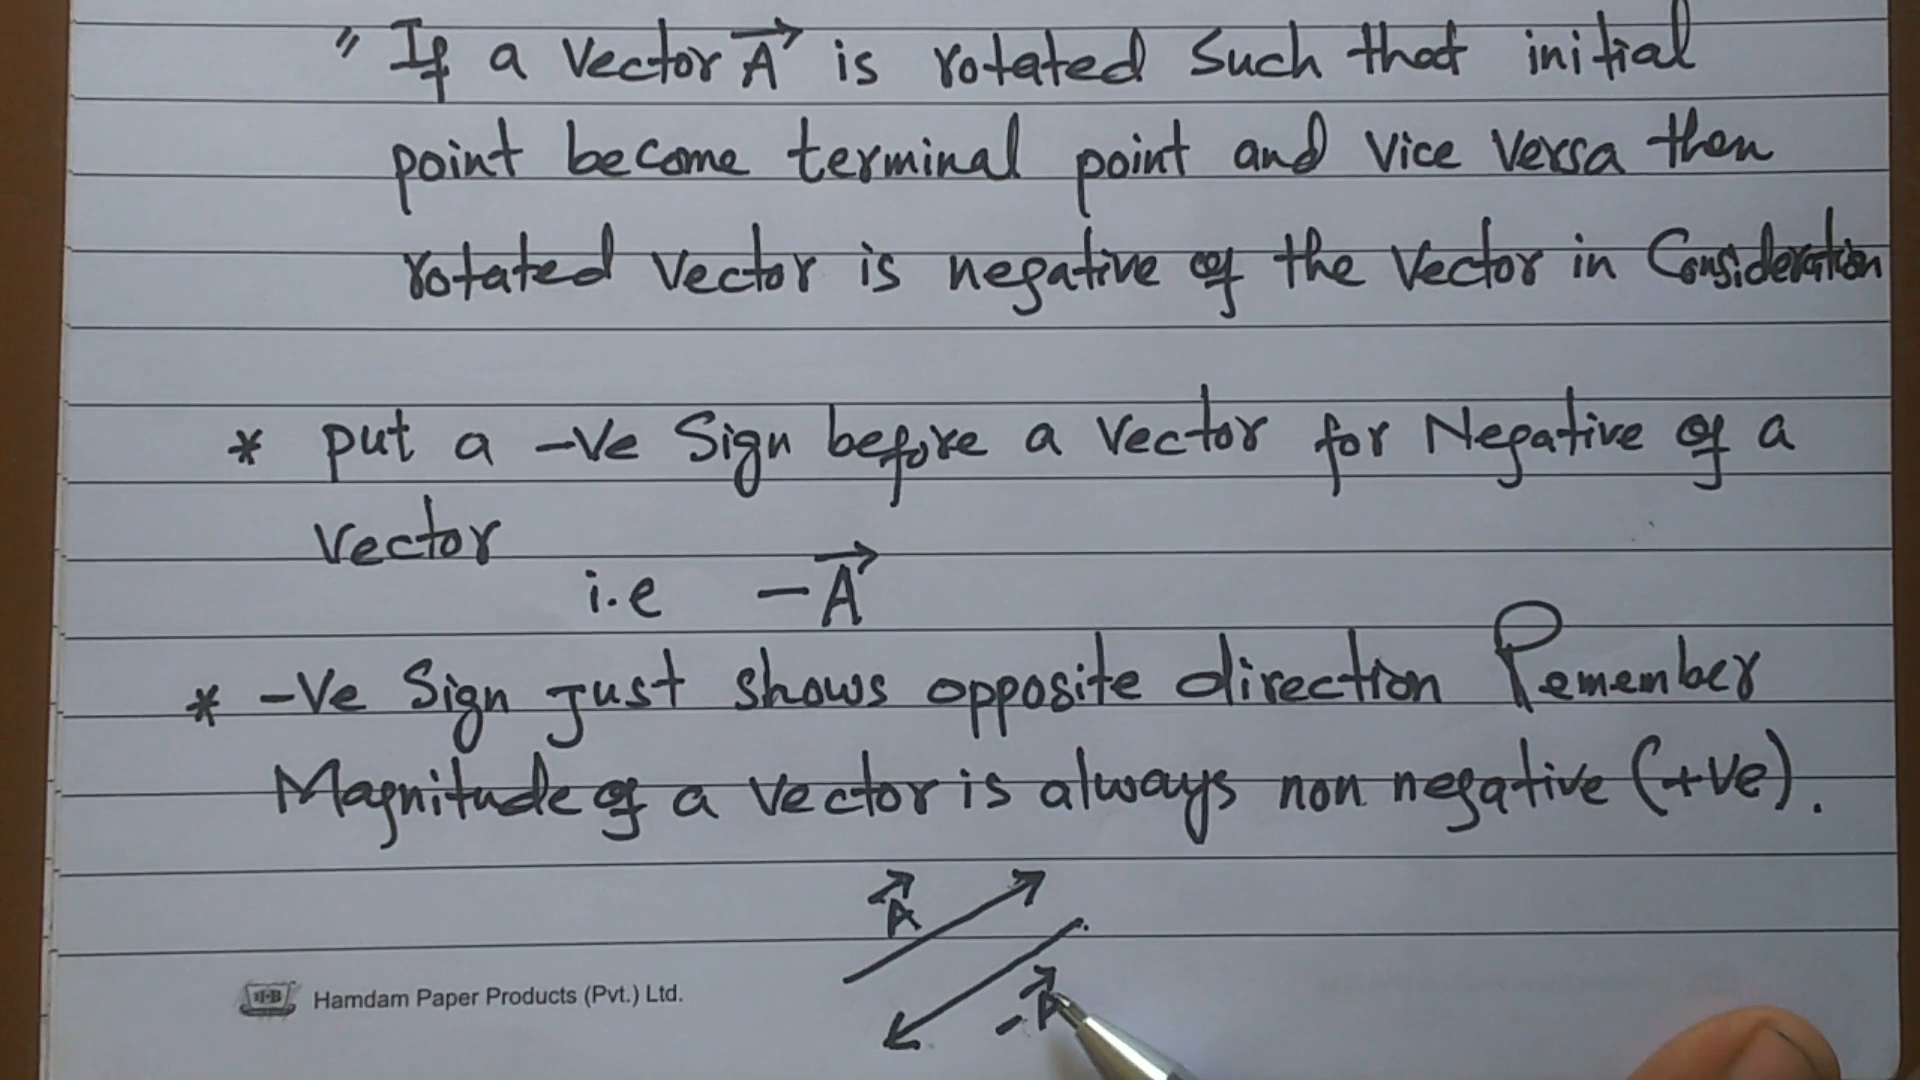 " If a vector A⃗ is rotated such that initial
point become terminal point and vice versa then
rotated vector is negative of the vector in Consideration
* put a -ve Sign before a vector for Negative of a
vector
i.e -A⃗
* -ve Sign Just shows opposite direction Remember
Magnitude of a vector is always non negative (+ve).
A⃗
-A⃗
HB Hamdam Paper Products (Pvt.) Ltd.